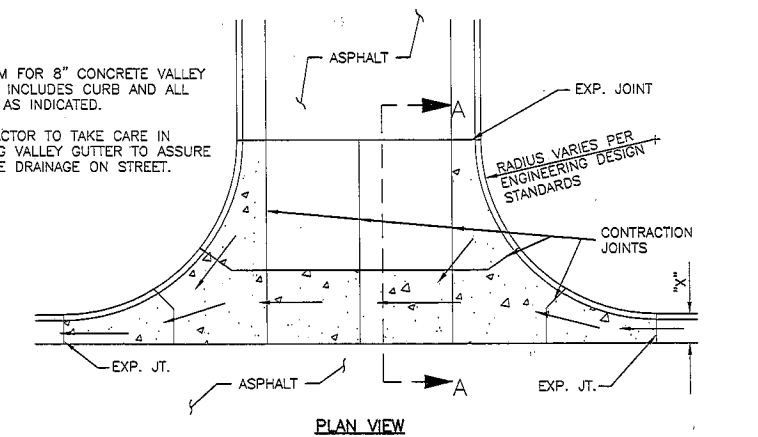 M FOR 8" CONCRETE VALLEY
INCLUDES CURB AND ALL
AS INDICATED.
ACTOR TO TAKE CARE IN
G VALLEY GUTTER TO ASSURE
E DRAINAGE ON STREET.
ASPHALT
A
EXP. JOINT
RADIUS VARIES PER
ENGINEERING DESIGN
STANDARDS
CONTRACTION
JOINTS
"X"
EXP. JT.
ASPHALT
A
EXP. JT.
PLAN VIEW